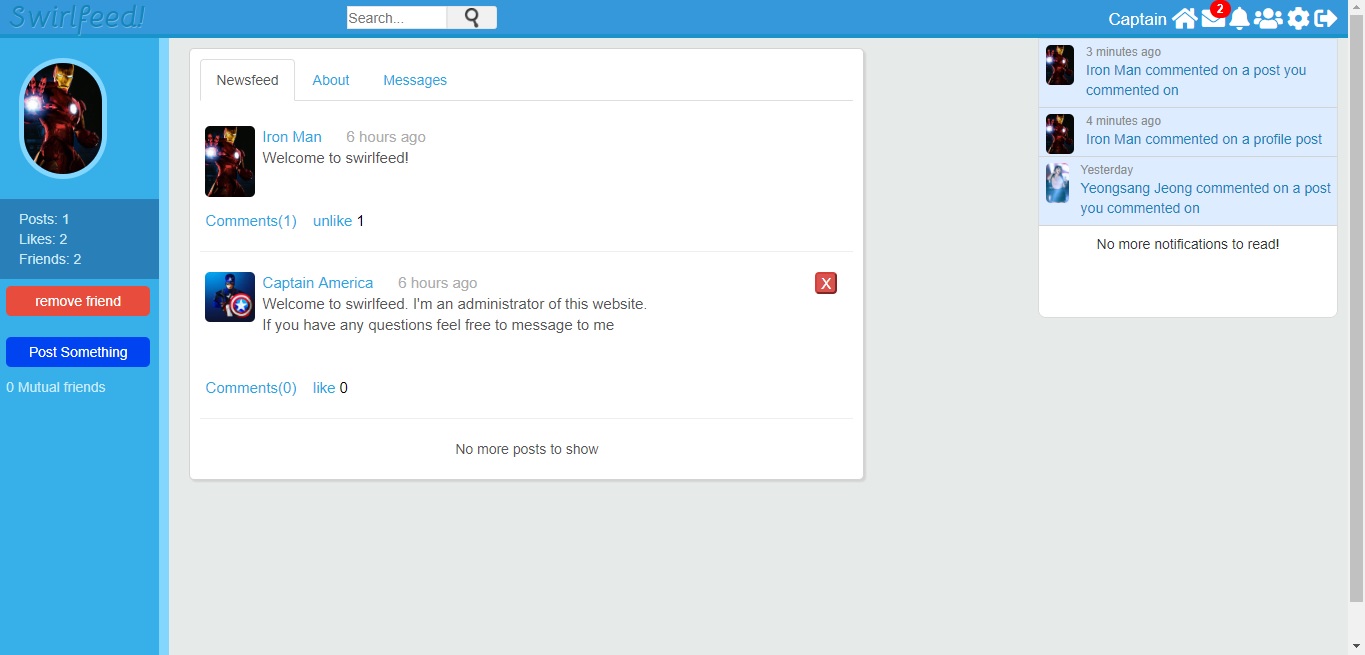 Swirlfeed!
Search...
Captain
2
Posts: 1
Likes: 2
Friends: 2
remove friend
Post Something
0 Mutual friends
Newsfeed About Messages
Iron Man 6 hours ago
Welcome to swirlfeed!
Comments(1) unlike 1
Captain America 6 hours ago
X
Welcome to swirlfeed. I'm an administrator of this website.
If you have any questions feel free to message to me
Comments(0) like 0
No more posts to show
3 minutes ago
Iron Man commented on a post you
commented on
4 minutes ago
Iron Man commented on a profile post
Yesterday
Yeongsang Jeong commented on a post
you commented on
No more notifications to read!